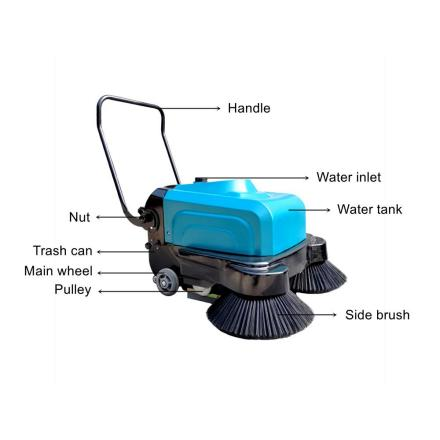 Handle
Water inlet
Water tank
Nut
Trash can
Main wheel
Pulley
Side brush